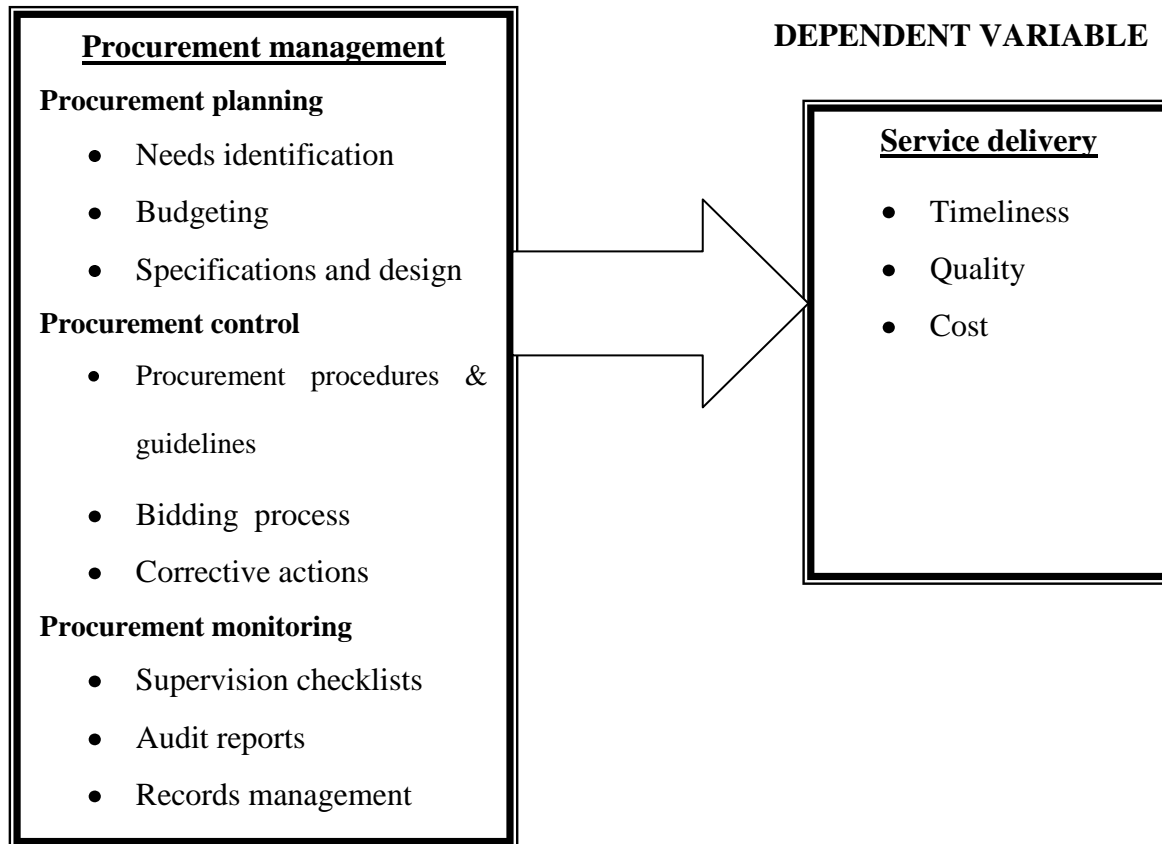 Procurement management
Procurement planning
• Needs identification
• Budgeting
• Specifications and design
Procurement control
• Procurement procedures &
guidelines
• Bidding process
• Corrective actions
Procurement monitoring
• Supervision checklists
• Audit reports
• Records management
DEPENDENT VARIABLE
Service delivery
• Timeliness
• Quality
• Cost